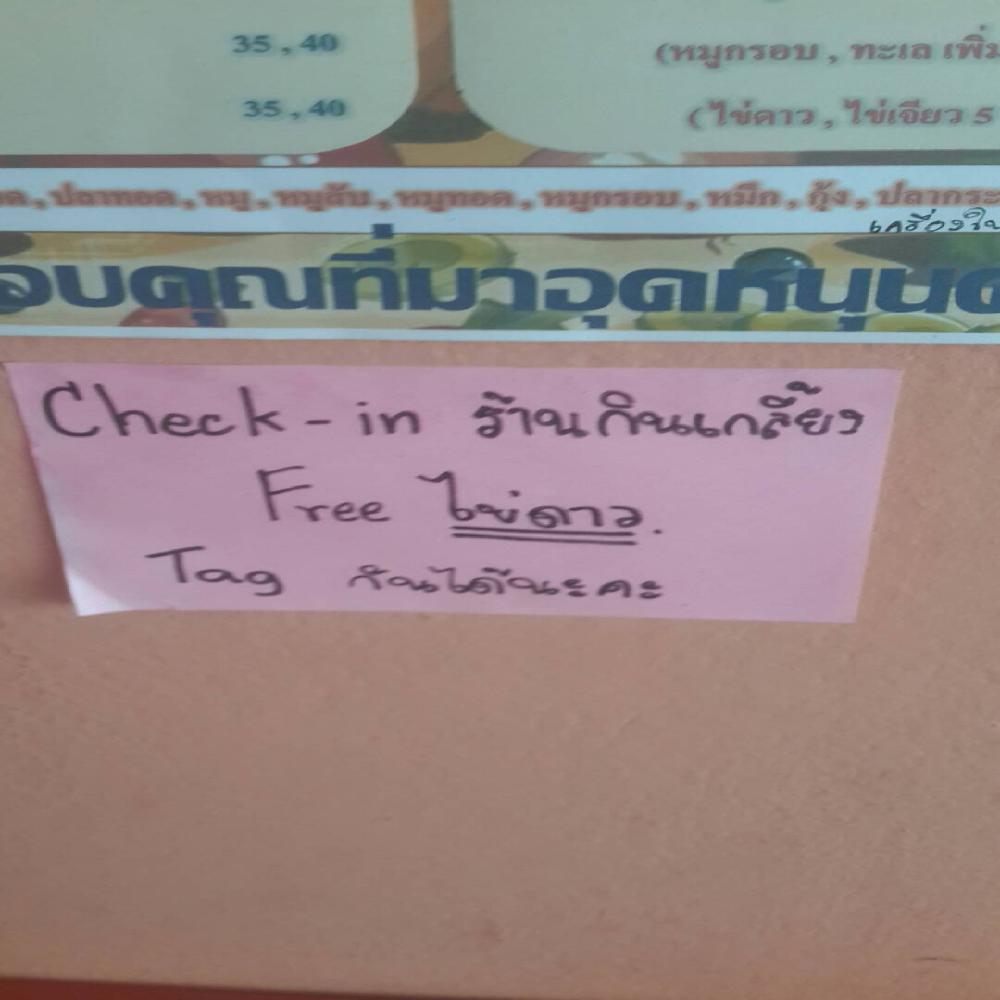 35 , 40
(หมูกรอบ , ทะเล เพิ่ม
35 , 40
(ไข่ดาว , ไข่เจียว 5
ปลาทอด , หมู , หมูสับ , หมูทอด , หมูกรอบ , หมึก , กุ้ง , ปลากระ
เครื่องใน
อบคุณที่มาอุดหนุนค
Check-in ร้านกินเกลี้ยง
Free ไข่ดาว.
Tag กันได้นะคะ